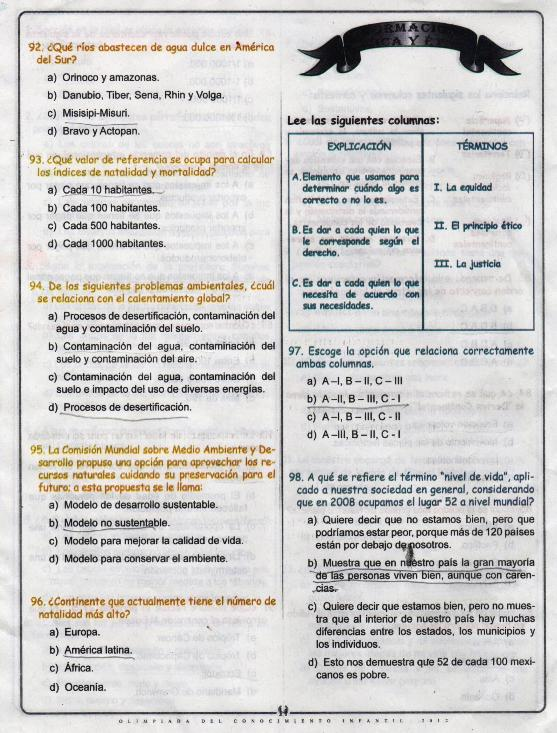 92. ¿Qué ríos abastecen de agua dulce en América
del Sur?
a) Orinoco y amazonas.
b) Danubio, Tiber, Sena, Rhin y Volga.
c) Misisipi-Misuri.
d) Bravo y Actopan.
93. ¿Qué valor de referencia se ocupa para calcular
los índices de natalidad y mortalidad?
a) Cada 10 habitantes.
b) Cada 100 habitantes.
c) Cada 500 habitantes.
d) Cada 1000 habitantes.
94. De los siguientes problemas ambientales, ¿cuál
se relaciona con el calentamiento global?
a) Procesos de desertificación, contaminación del
agua y contaminación del suelo.
b) Contaminación del agua, contaminación del
suelo y contaminación del aire.
c) Contaminación del agua, contaminación del
suelo e impacto del uso de diversas energías.
d) Procesos de desertificación.
95. La Comisión Mundial sobre Medio Ambiente y De-
sarrollo propuso una opción para aprovechar los re-
cursos naturales cuidando su preservación para el
futuro; a esta propuesta se le llama:
a) Modelo de desarrollo sustentable.
b) Modelo no sustentable.
c) Modelo para mejorar la calidad de vida.
d) Modelo para conservar el ambiente.
96. ¿Continente que actualmente tiene el número de
natalidad más alto?
a) Europa.
b) América latina.
c) África.
d) Oceanía.
Lee las siguientes columnas:
EXPLICACIÓN
TÉRMINOS
A. Elemento que usamos para
determinar cuándo algo es
correcto o no lo es.
B. Es dar a cada quien lo que
le corresponde según el
derecho.
C. Es dar a cada quien lo que
necesita de acuerdo con
sus necesidades.
I. La equidad
II. El principio ético
III. La justicia
97. Escoge la opción que relaciona correctamente
ambas columnas.
a) A –I, B – II, C – III
b) A –II, B – III, C - I
c) A –I, B – III, C - II
d) A –III, B – II, C - I
98. A qué se refiere el término "nivel de vida", apli-
cado a nuestra sociedad en general, considerando
que en 2008 ocupamos el lugar 52 a nivel mundial?
a) Quiere decir que no estamos bien, pero que
podríamos estar peor, porque más de 120 países
están por debajo de nosotros.
b) Muestra que en nuestro país la gran mayoría
de las personas viven bien, aunque con caren-
cias.
c) Quiere decir que estamos bien, pero no mues-
tra que al interior de nuestro país hay muchas
diferencias entre los estados, los municipios y
los individuos.
d) Esto nos demuestra que 52 de cada 100 mexi-
canos es pobre.
OLIMPIADA DEL CONOCIMIENTO INFANTIL 2012